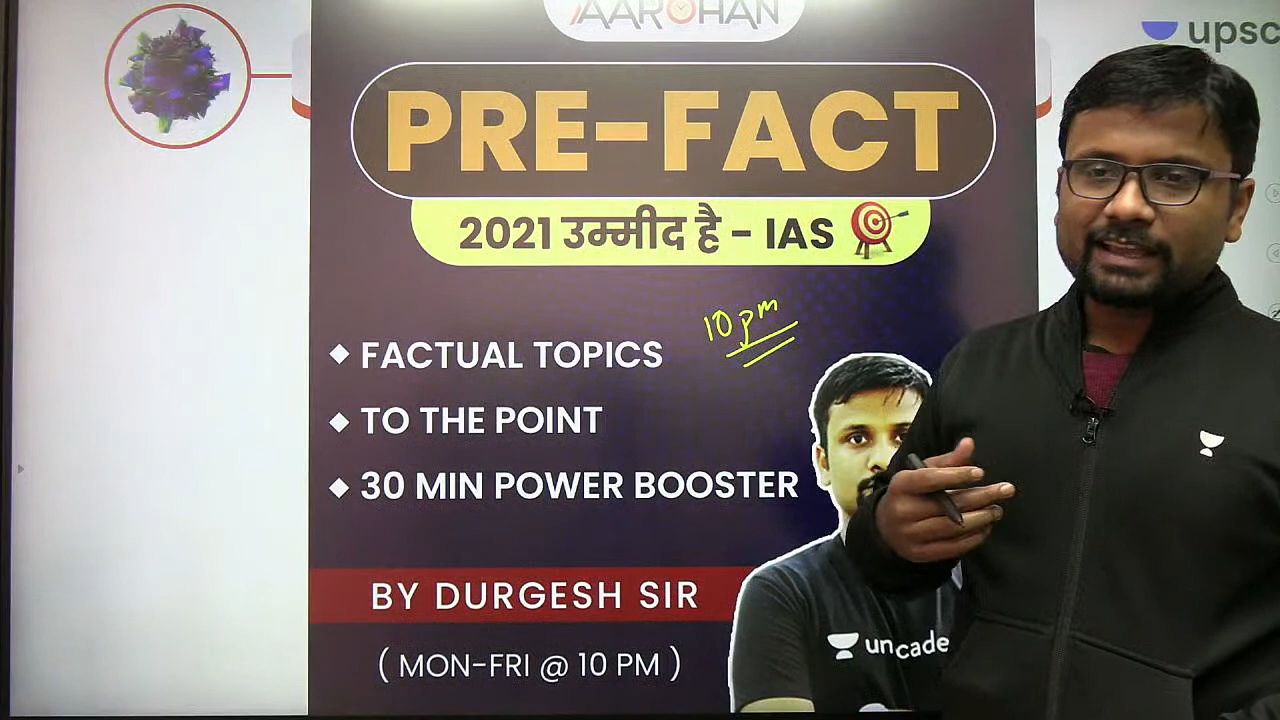 AAROHAN
upsc
PRE-FACT
2021 उम्मीद है - IAS
10 pm
◆ FACTUAL TOPICS
◆ TO THE POINT
◆ 30 MIN POWER BOOSTER
BY DURGESH SIR
( MON-FRI @ 10 PM )